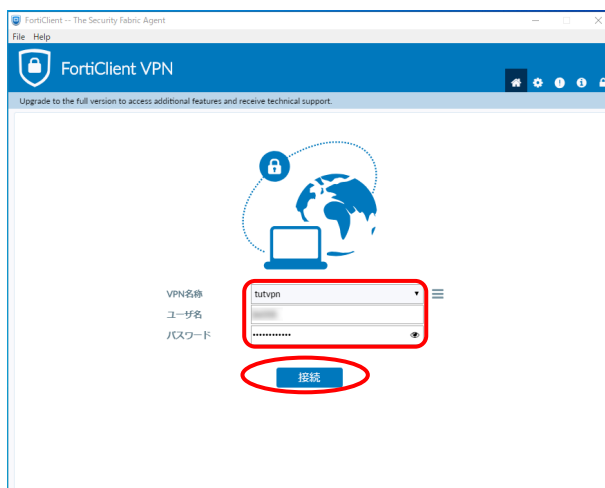 FortiClient -- The Security Fabric Agent
File Help
FortiClient VPN
Upgrade to the full version to access additional features and receive technical support.
VPN名称 tutvpn
ユーザ名
パスワード ••••••••••••
接続